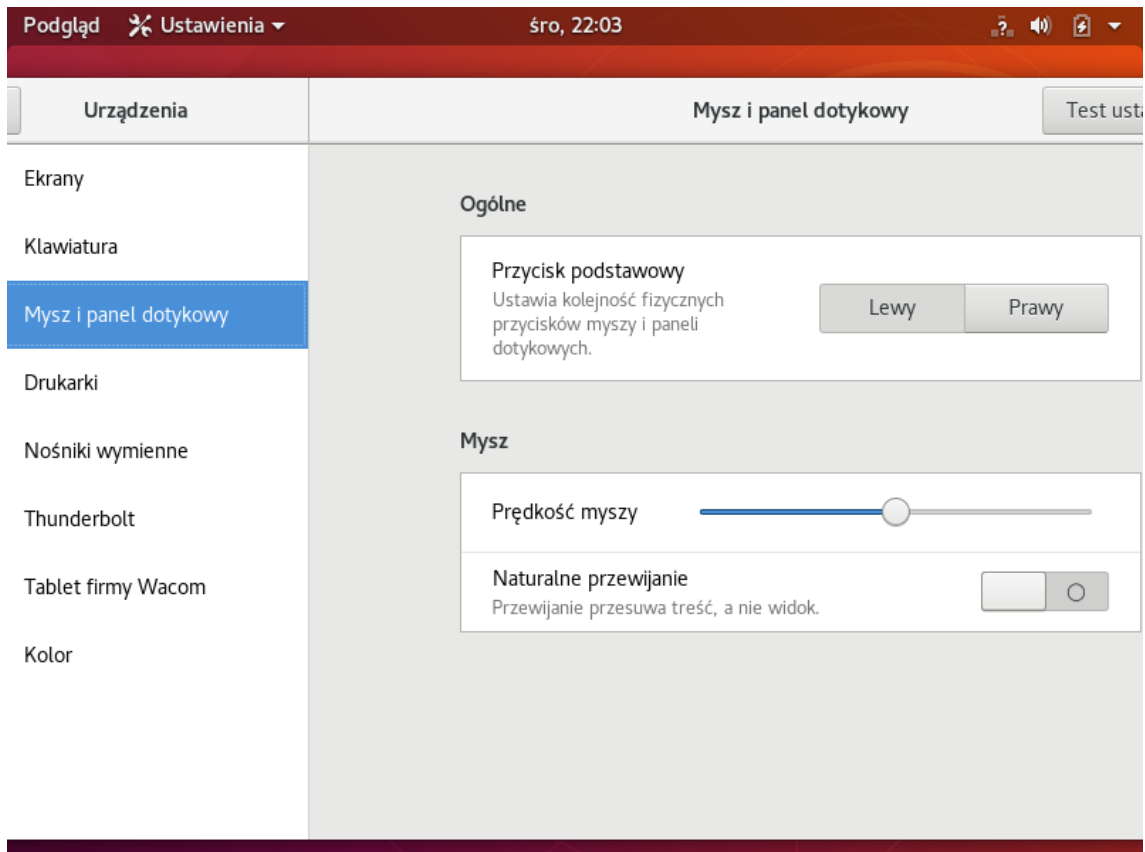 Podgląd Ustawienia śro, 22:03
Urządzenia Mysz i panel dotykowy Test usta
Ekrany
Klawiatura
Mysz i panel dotykowy
Drukarki
Nośniki wymienne
Thunderbolt
Tablet firmy Wacom
Kolor
Ogólne
Przycisk podstawowy
Ustawia kolejność fizycznych
przycisków myszy i paneli
dotykowych.
Lewy Prawy
Mysz
Prędkość myszy
Naturalne przewijanie
Przewijanie przesuwa treść, a nie widok.